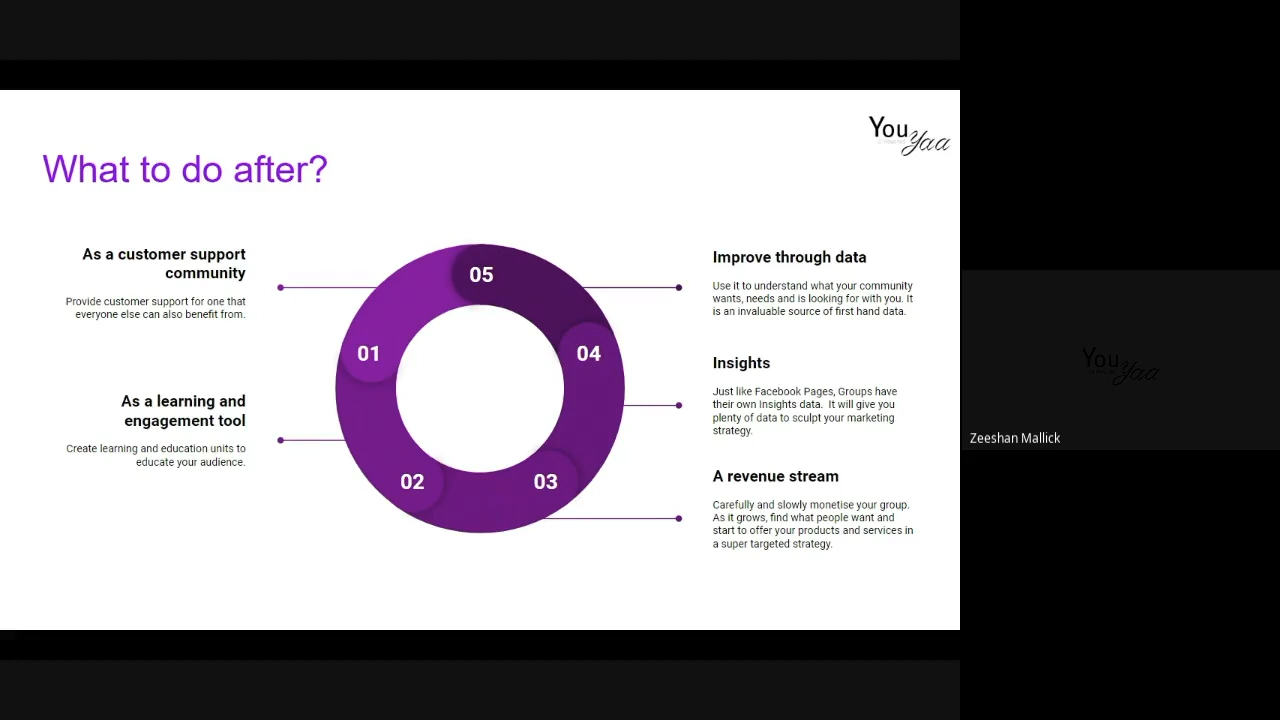 You
Yaa
What to do after?
As a customer support
community
Provide customer support for one that
everyone else can also benefit from.
As a learning and
engagement tool
Create learning and education units to
educate your audience.
05
01
04
02
03
Improve through data
Use it to understand what your community
wants, needs and is looking for with you. It
is an invaluable source of first hand data.
Insights
Just like Facebook Pages, Groups have
their own Insights data.  It will give you
plenty of data to sculpt your marketing
strategy.
A revenue stream
Carefully and slowly monetise your group.
As it grows, find what people want and
start to offer your products and services in
a super targeted strategy.
You
Yaa
Zeeshan Mallick